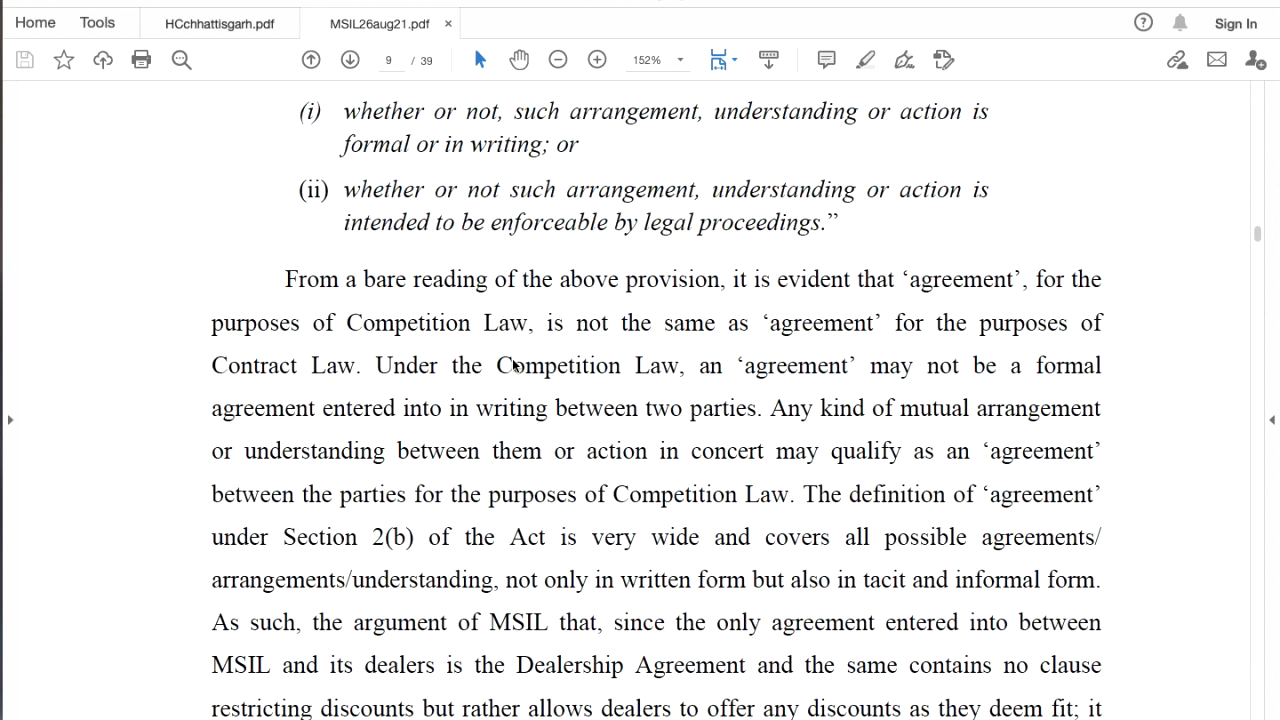 Home Tools HCchhattisgarh.pdf MSIL26aug21.pdf × ? Sign In
9 / 39 152%
(i) whether or not, such arrangement, understanding or action is
formal or in writing; or
(ii) whether or not such arrangement, understanding or action is
intended to be enforceable by legal proceedings.”
From a bare reading of the above provision, it is evident that ‘agreement’, for the
purposes of Competition Law, is not the same as ‘agreement’ for the purposes of
Contract Law. Under the Competition Law, an ‘agreement’ may not be a formal
agreement entered into in writing between two parties. Any kind of mutual arrangement
or understanding between them or action in concert may qualify as an ‘agreement’
between the parties for the purposes of Competition Law. The definition of ‘agreement’
under Section 2(b) of the Act is very wide and covers all possible agreements/
arrangements/understanding, not only in written form but also in tacit and informal form.
As such, the argument of MSIL that, since the only agreement entered into between
MSIL and its dealers is the Dealership Agreement and the same contains no clause
restricting discounts but rather allows dealers to offer any discounts as they deem fit; it